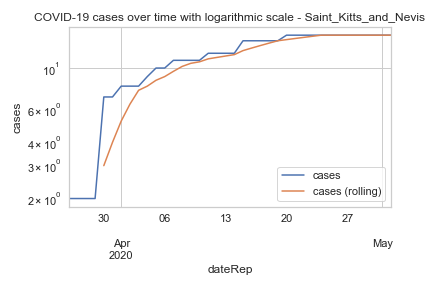 COVID-19 cases over time with logarithmic scale - Saint_Kitts_and_Nevis
cases
10¹
6 × 10⁰
4 × 10⁰
3 × 10⁰
2 × 10⁰
cases
cases (rolling)
30 06 13 20 27
Apr May
2020
dateRep